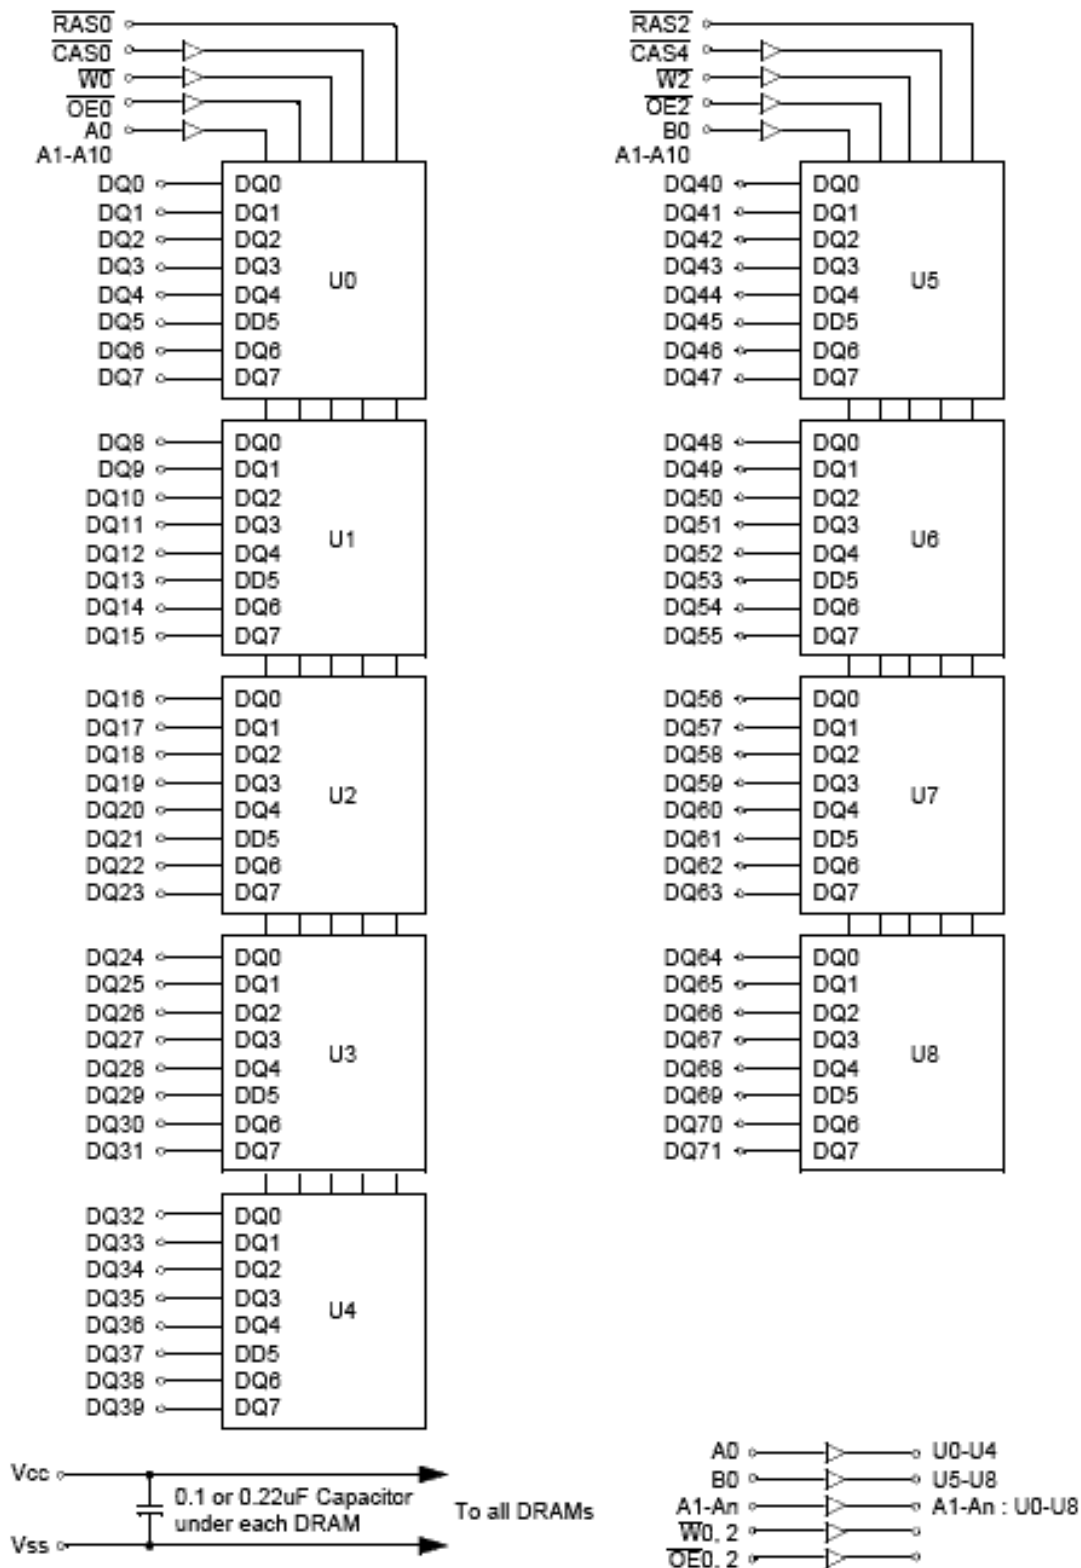 RAS0
CAS0
W0
OE0
A0
A1-A10
DQ0 DQ0
DQ1 DQ1
DQ2 DQ2
DQ3 DQ3
DQ4 DQ4
DQ5 DD5
DQ6 DQ6
DQ7 DQ7
U0
DQ8 DQ0
DQ9 DQ1
DQ10 DQ2
DQ11 DQ3
DQ12 DQ4
DQ13 DD5
DQ14 DQ6
DQ15 DQ7
U1
DQ16 DQ0
DQ17 DQ1
DQ18 DQ2
DQ19 DQ3
DQ20 DQ4
DQ21 DD5
DQ22 DQ6
DQ23 DQ7
U2
DQ24 DQ0
DQ25 DQ1
DQ26 DQ2
DQ27 DQ3
DQ28 DQ4
DQ29 DD5
DQ30 DQ6
DQ31 DQ7
U3
DQ32 DQ0
DQ33 DQ1
DQ34 DQ2
DQ35 DQ3
DQ36 DQ4
DQ37 DD5
DQ38 DQ6
DQ39 DQ7
U4
RAS2
CAS4
W2
OE2
B0
A1-A10
DQ40 DQ0
DQ41 DQ1
DQ42 DQ2
DQ43 DQ3
DQ44 DQ4
DQ45 DD5
DQ46 DQ6
DQ47 DQ7
U5
DQ48 DQ0
DQ49 DQ1
DQ50 DQ2
DQ51 DQ3
DQ52 DQ4
DQ53 DD5
DQ54 DQ6
DQ55 DQ7
U6
DQ56 DQ0
DQ57 DQ1
DQ58 DQ2
DQ59 DQ3
DQ60 DQ4
DQ61 DD5
DQ62 DQ6
DQ63 DQ7
U7
DQ64 DQ0
DQ65 DQ1
DQ66 DQ2
DQ67 DQ3
DQ68 DQ4
DQ69 DD5
DQ70 DQ6
DQ71 DQ7
U8
Vcc
0.1 or 0.22uF Capacitor
under each DRAM
Vss
To all DRAMs
A0 U0-U4
B0 U5-U8
A1-An A1-An : U0-U8
W0, 2
OE0, 2